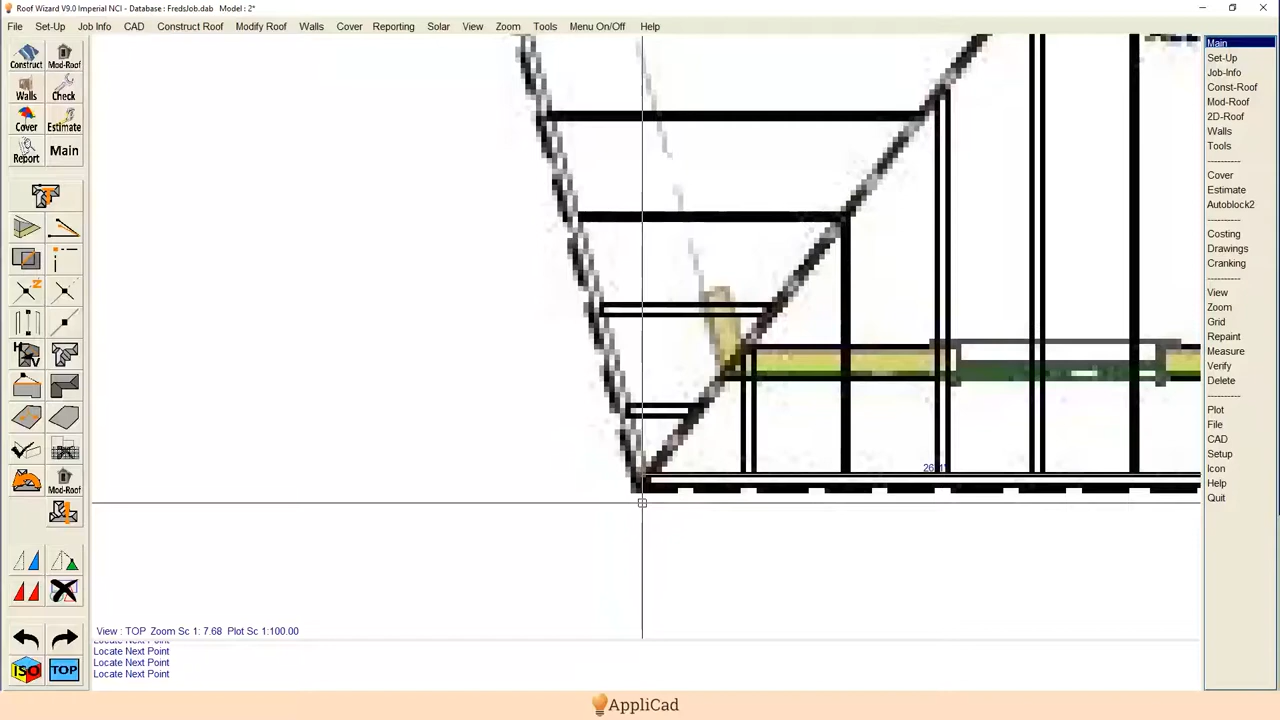 Roof Wizard V9.0 Imperial NCI - Database : FredsJob.dab Model : 2*
File Set-Up Job Info CAD Construct Roof Modify Roof Walls Cover Reporting Solar View Zoom Tools Menu On/Off Help
Construct Mod-Roof
Walls Check
Cover Estimate
Report Main
Mod-Roof
ISO TOP
View : TOP Zoom Sc 1: 7.68 Plot Sc 1:100.00
Locate Next Point
Locate Next Point
Locate Next Point
Locate Next Point
Main
Set-Up
Job-Info
Const-Roof
Mod-Roof
2D-Roof
Walls
Tools
----------
Cover
Estimate
Autoblock2
----------
Costing
Drawings
Cranking
----------
View
Zoom
Grid
Repaint
Measure
Verify
Delete
----------
Plot
File
CAD
Setup
Icon
Help
Quit
AppliCad